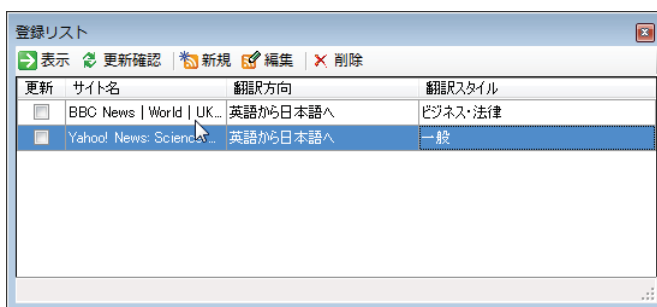 登録リスト
表示 更新確認 新規 編集 削除
更新 サイト名 翻訳方向 翻訳スタイル
BBC News | World | UK... 英語から日本語へ ビジネス・法律
Yahoo! News: Science... 英語から日本語へ 一般